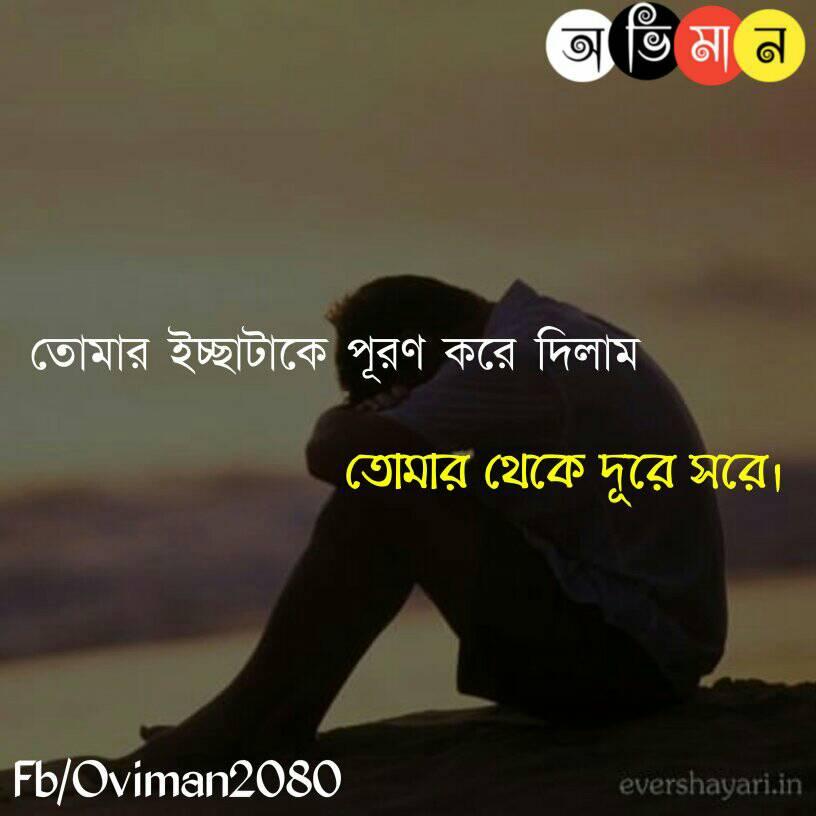 অভিমান
তোমার ইচ্ছাটাকে পূরণ করে দিলাম
তোমার থেকে দূরে সরে।
Fb/Oviman2080
evershayari.in